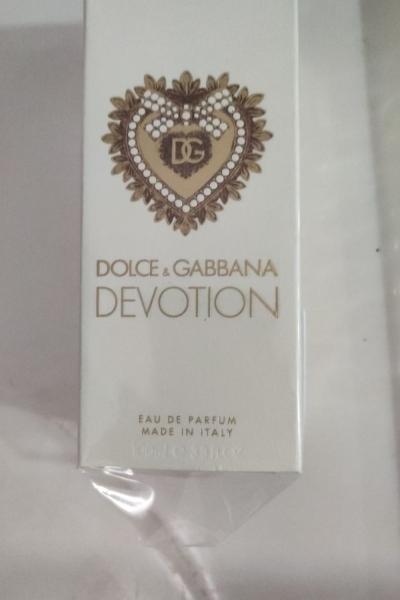 DG
DOLCE & GABBANA
DEVOTION
EAU DE PARFUM
MADE IN ITALY